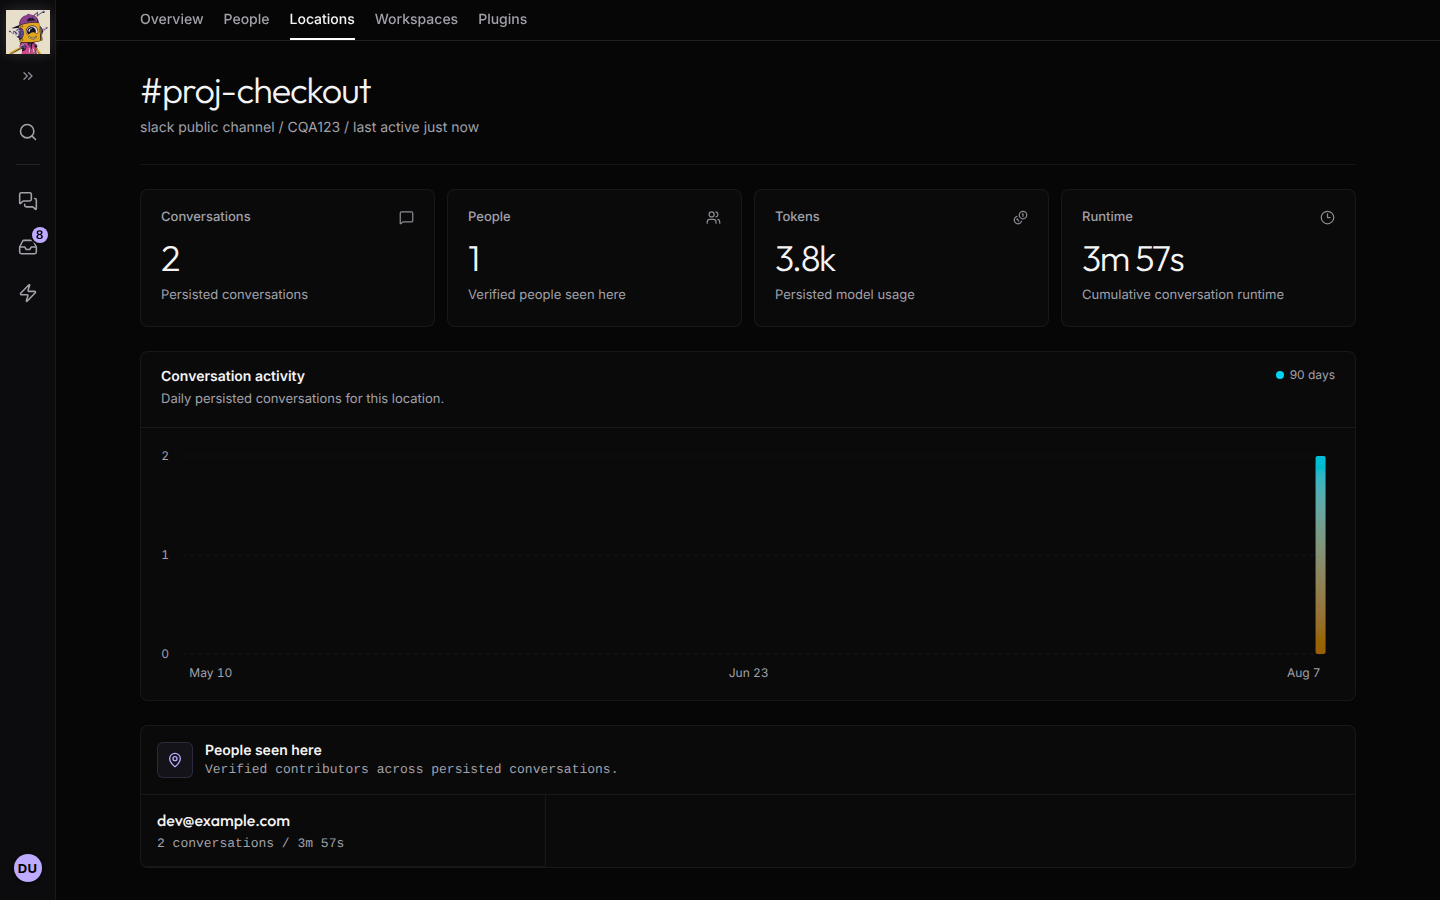 Overview People Locations Workspaces Plugins
#proj-checkout
slack public channel / CQA123 / last active just now
8
Conversations
2
Persisted conversations
People
1
Verified people seen here
Tokens
3.8k
Persisted model usage
Runtime
3m 57s
Cumulative conversation runtime
Conversation activity
90 days
Daily persisted conversations for this location.
2
1
0
May 10 Jun 23 Aug 7
People seen here
Verified contributors across persisted conversations.
dev@example.com
2 conversations / 3m 57s
DU